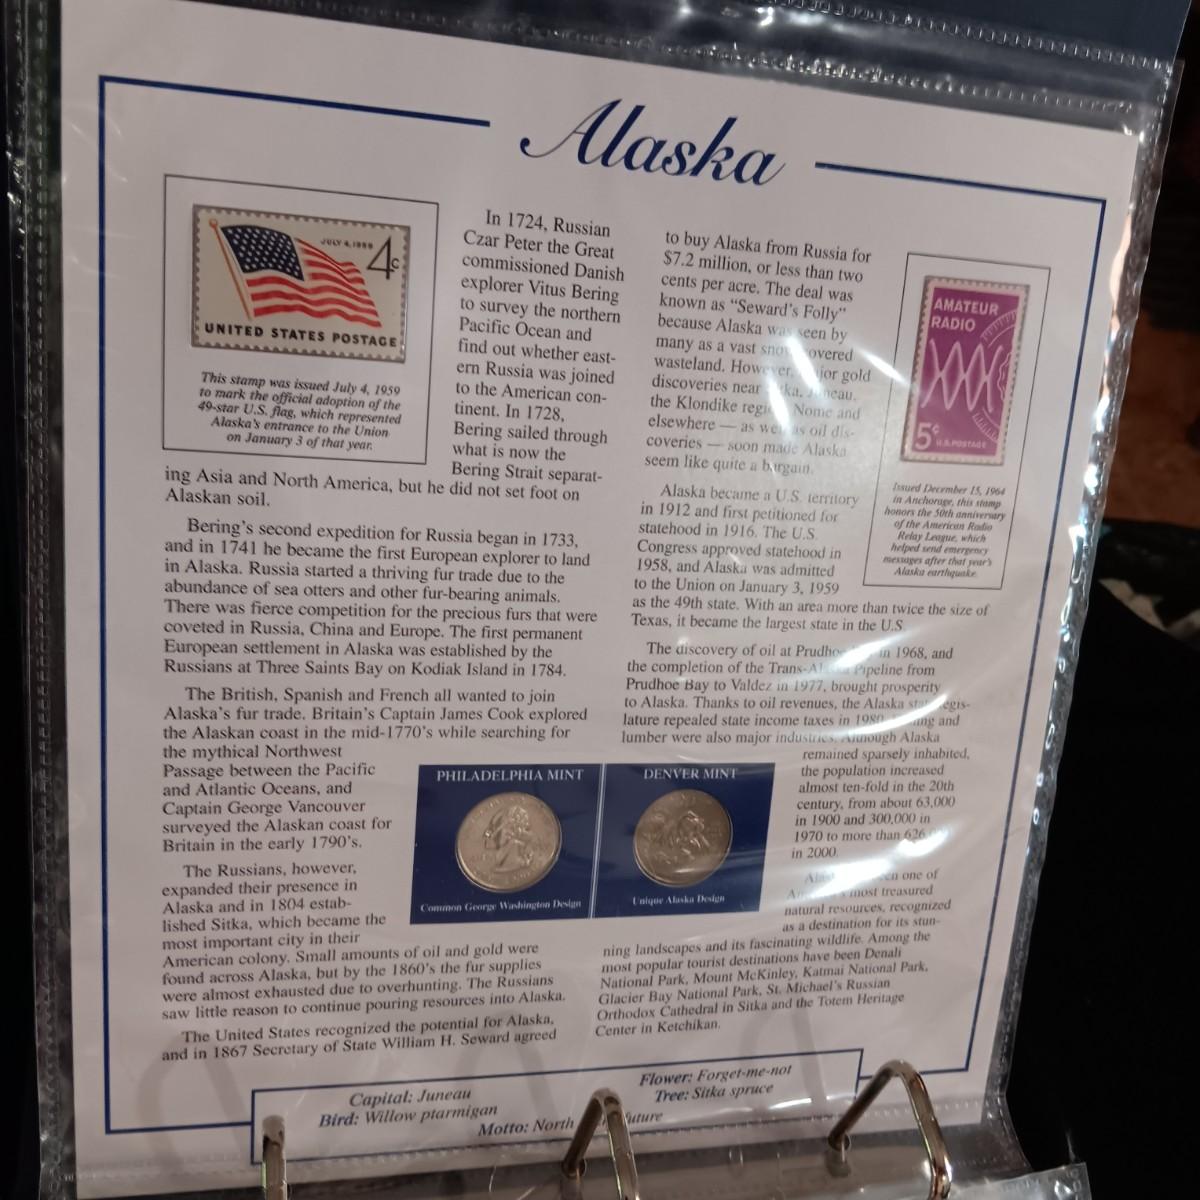 Alaska
JULY 4, 1959
4c
UNITED STATES POSTAGE
This stamp was issued July 4, 1959
to mark the official adoption of the
49-star U.S. flag, which represented
Alaska's entrance to the Union
on January 3 of that year.
In 1724, Russian
Czar Peter the Great
commissioned Danish
explorer Vitus Bering
to survey the northern
Pacific Ocean and
find out whether east-
ern Russia was joined
to the American con-
tinent. In 1728,
Bering sailed through
what is now the
Bering Strait separat-
ing Asia and North America, but he did not set foot on
Alaskan soil.
Bering's second expedition for Russia began in 1733,
and in 1741 he became the first European explorer to land
in Alaska. Russia started a thriving fur trade due to the
abundance of sea otters and other fur-bearing animals.
There was fierce competition for the precious furs that were
coveted in Russia, China and Europe. The first permanent
European settlement in Alaska was established by the
Russians at Three Saints Bay on Kodiak Island in 1784.
The British, Spanish and French all wanted to join
Alaska's fur trade. Britain's Captain James Cook explored
the Alaskan coast in the mid-1770's while searching for
the mythical Northwest
Passage between the Pacific
and Atlantic Oceans, and
Captain George Vancouver
surveyed the Alaskan coast for
Britain in the early 1790's.
The Russians, however,
expanded their presence in
Alaska and in 1804 estab-
lished Sitka, which became the
most important city in their
American colony. Small amounts of oil and gold were
found across Alaska, but by the 1860's the fur supplies
were almost exhausted due to overhunting. The Russians
saw little reason to continue pouring resources into Alaska.
The United States recognized the potential for Alaska,
and in 1867 Secretary of State William H. Seward agreed
to buy Alaska from Russia for
$7.2 million, or less than two
cents per acre. The deal was
known as "Seward's Folly"
because Alaska was seen by
many as a vast covered
wasteland. However, gold
discoveries near Juneau,
the Klondike Nome and
elsewhere — as well as oil dis-
coveries — soon made Alaska
seem like quite a bargain.
Alaska became a U.S. territory
in 1912 and first petitioned for
statehood in 1916. The U.S.
Congress approved statehood in
1958, and Alaska was admitted
to the Union on January 3, 1959
as the 49th state. With an area more than twice the size of
Texas, it became the largest state in the U.S.
AMATEUR
RADIO
5c
U.S. POSTAGE
Issued December 15, 1964
in Anchorage, this stamp
honors the 50th anniversary
of the American Radio
Relay League, which
helped send emergency
messages after that year's
Alaska earthquake.
The discovery of oil at in 1968, and
the completion of the Pipeline from
Prudhoe Bay to Valdez in 1977, brought prosperity
to Alaska. Thanks to oil revenues, the Alaska legis-
lature repealed state income taxes in 1980. and
lumber were also major industries. Although Alaska
remained sparsely inhabited,
the population increased
almost ten-fold in the 20th
century, from about 63,000
in 1900 and 300,000 in
1970 to more than
in 2000.
one of
most treasured
natural resources, recognized
as a destination for its stun-
ning landscapes and its fascinating wildlife. Among the
most popular tourist destinations have been Denali
National Park, Mount McKinley, Katmai National Park,
Glacier Bay National Park, St. Michael's Russian
Orthodox Cathedral in Sitka and the Totem Heritage
Center in Ketchikan.
PHILADELPHIA MINT
Common George Washington Design
DENVER MINT
Unique Alaska Design
Capital: Juneau
Flower: Forget-me-not
Bird: Willow ptarmigan
Tree: Sitka spruce
Motto: North future